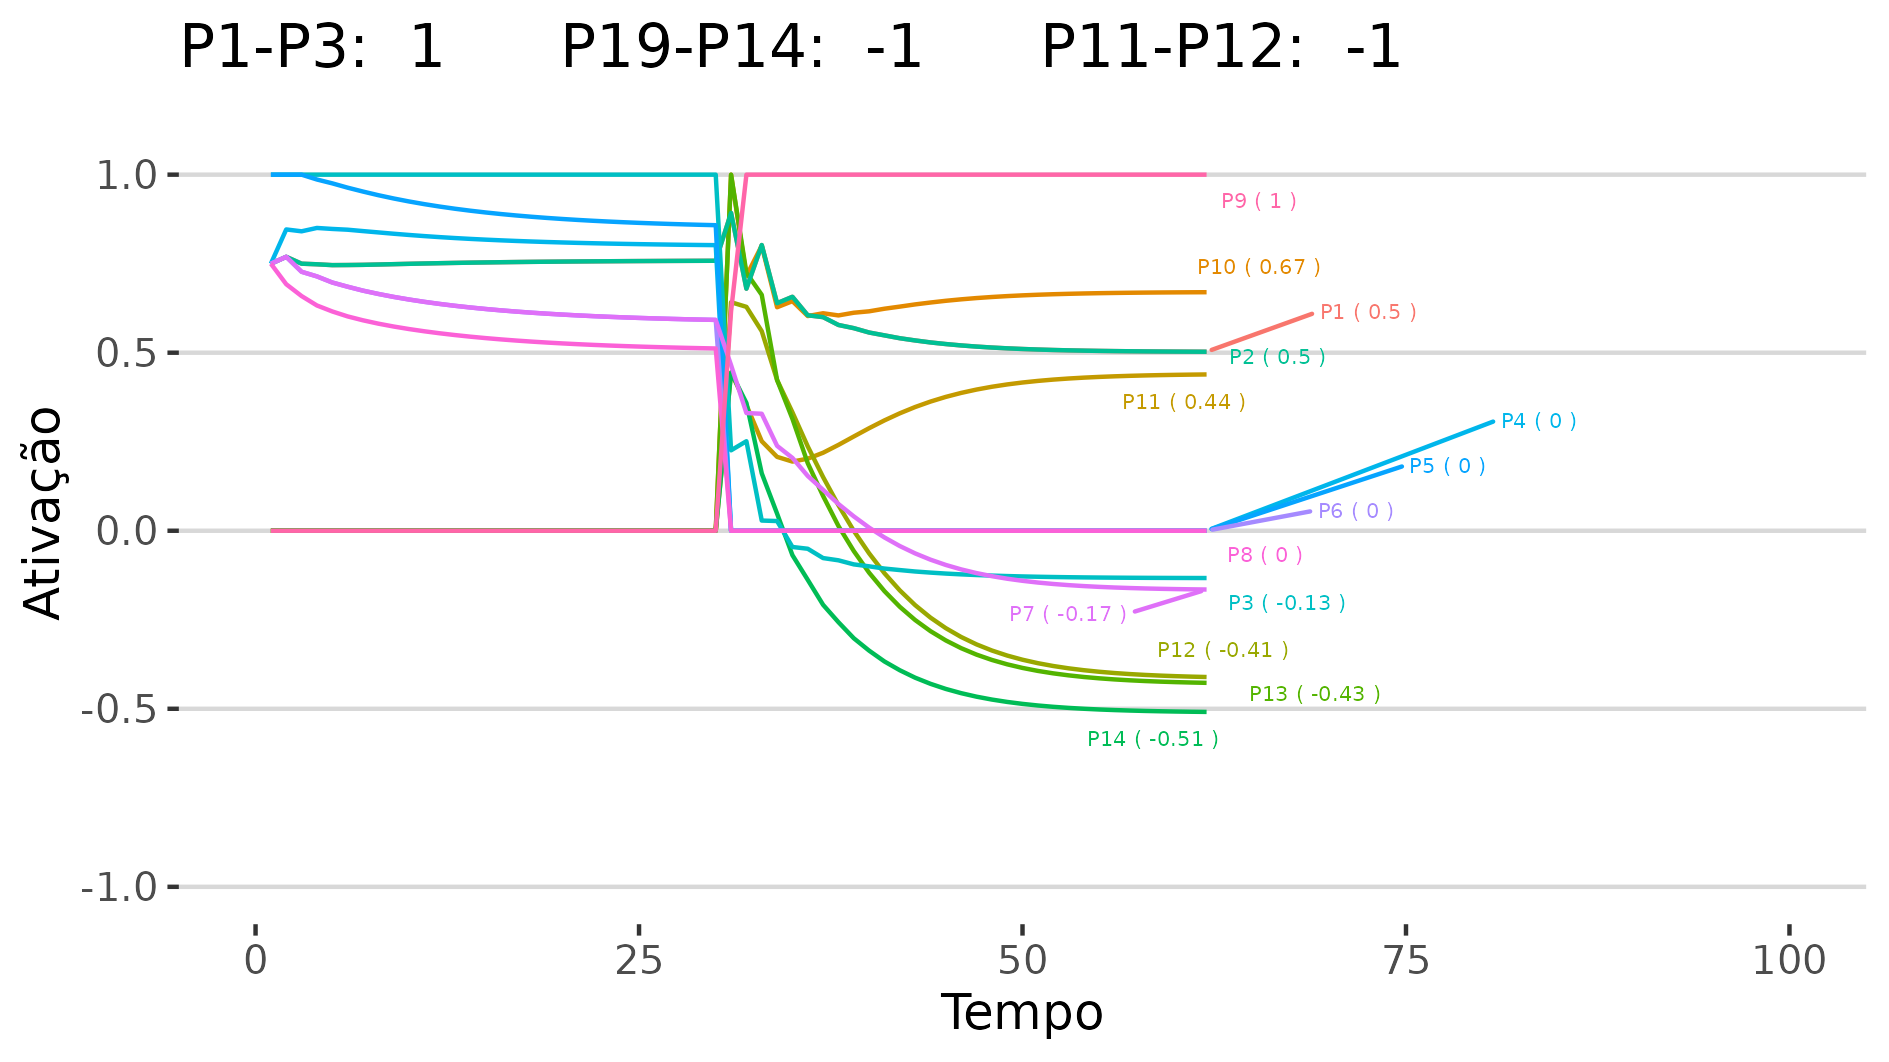 P1-P3: 1 P19-P14: -1 P11-P12: -1
1.0
0.5
0.0
-0.5
-1.0
Ativação
P9 ( 1 )
P10 ( 0.67 )
P1 ( 0.5 )
P2 ( 0.5 )
P11 ( 0.44 )
P4 ( 0 )
P5 ( 0 )
P6 ( 0 )
P8 ( 0 )
P3 ( -0.13 )
P7 ( -0.17 )
P12 ( -0.41 )
P13 ( -0.43 )
P14 ( -0.51 )
0 25 50 75 100
Tempo